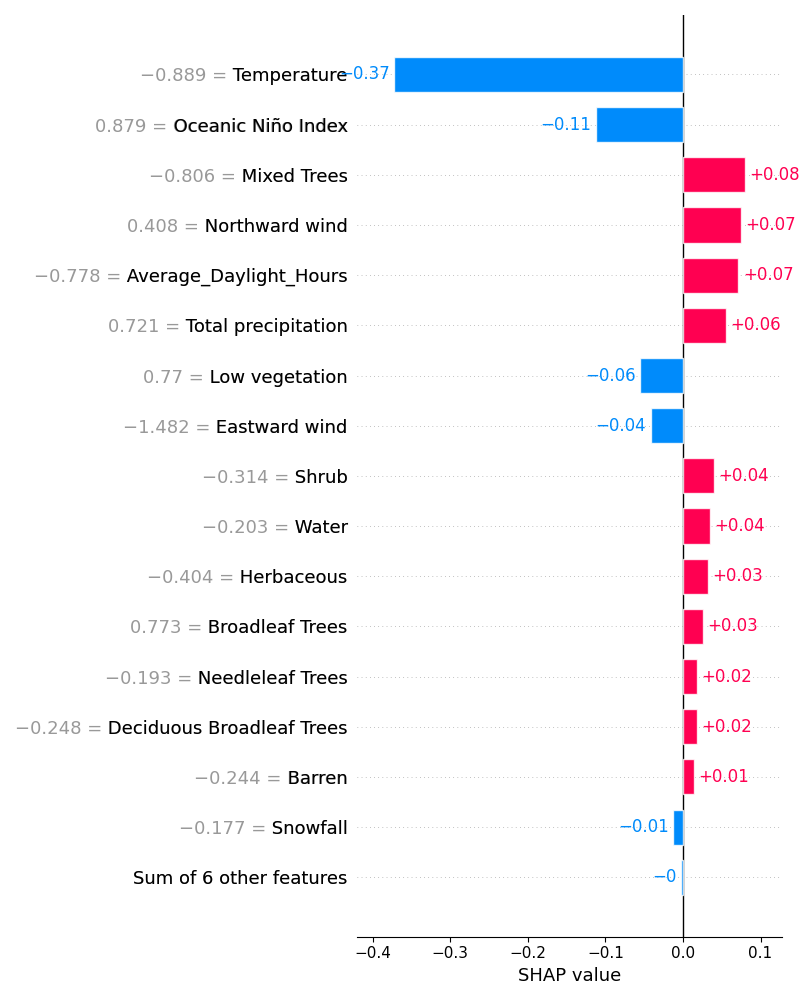 −0.889 = Temperature −0.37
0.879 = Oceanic Niño Index −0.11
−0.806 = Mixed Trees +0.08
0.408 = Northward wind +0.07
−0.778 = Average_Daylight_Hours +0.07
0.721 = Total precipitation +0.06
0.77 = Low vegetation −0.06
−1.482 = Eastward wind −0.04
−0.314 = Shrub +0.04
−0.203 = Water +0.04
−0.404 = Herbaceous +0.03
0.773 = Broadleaf Trees +0.03
−0.193 = Needleleaf Trees +0.02
−0.248 = Deciduous Broadleaf Trees +0.02
−0.244 = Barren +0.01
−0.177 = Snowfall −0.01
Sum of 6 other features −0
−0.4 −0.3 −0.2 −0.1 0.0 0.1
SHAP value